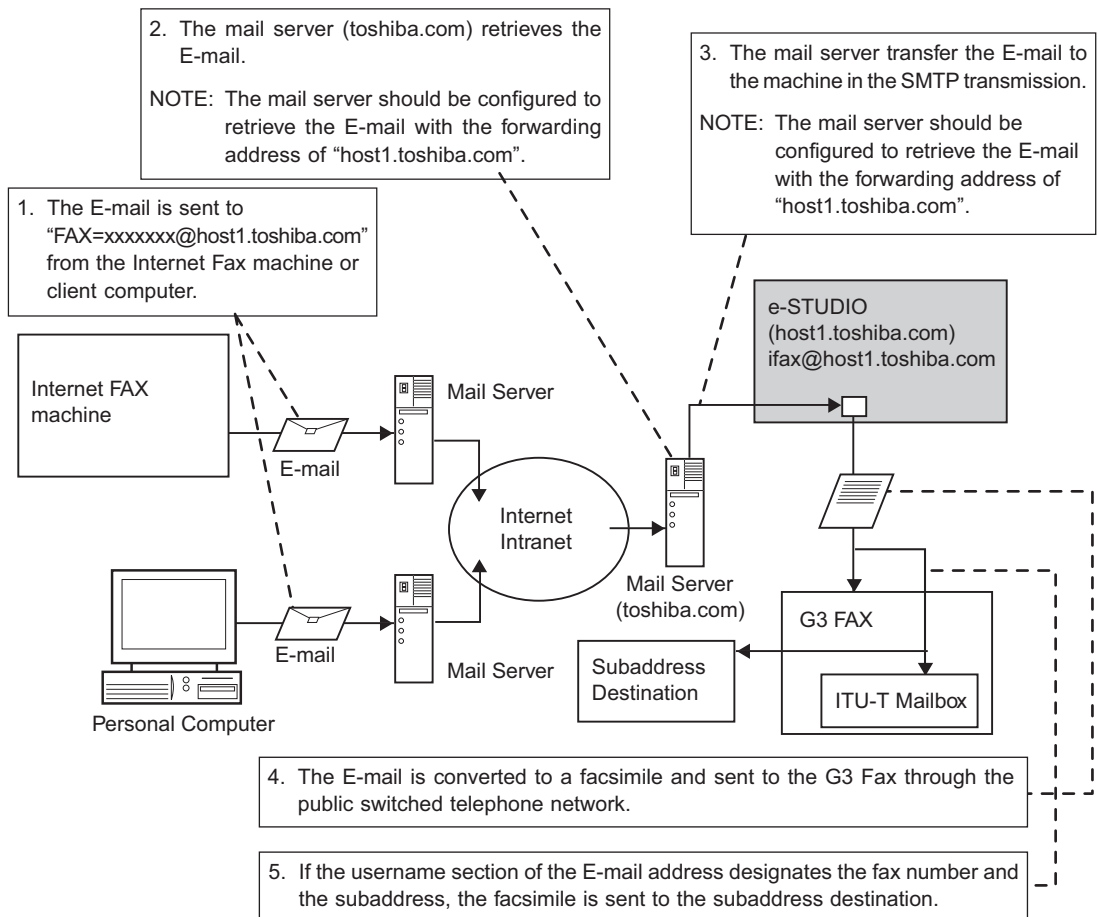 2. The mail server (toshiba.com) retrieves the
E-mail.
NOTE: The mail server should be configured to
retrieve the E-mail with the forwarding
address of “host1.toshiba.com”.
3. The mail server transfer the E-mail to
the machine in the SMTP transmission.
NOTE: The mail server should be
configured to retrieve the E-mail
with the forwarding address of
“host1.toshiba.com”.
1. The E-mail is sent to
“FAX=xxxxxxx@host1.toshiba.com”
from the Internet Fax machine or
client computer.
e-STUDIO
(host1.toshiba.com)
ifax@host1.toshiba.com
Internet FAX
machine
Mail Server
E-mail
Internet
Intranet
Mail Server
(toshiba.com)
G3 FAX
E-mail
Mail Server
Subaddress
Destination
ITU-T Mailbox
Personal Computer
4. The E-mail is converted to a facsimile and sent to the G3 Fax through the
public switched telephone network.
5. If the username section of the E-mail address designates the fax number and
the subaddress, the facsimile is sent to the subaddress destination.